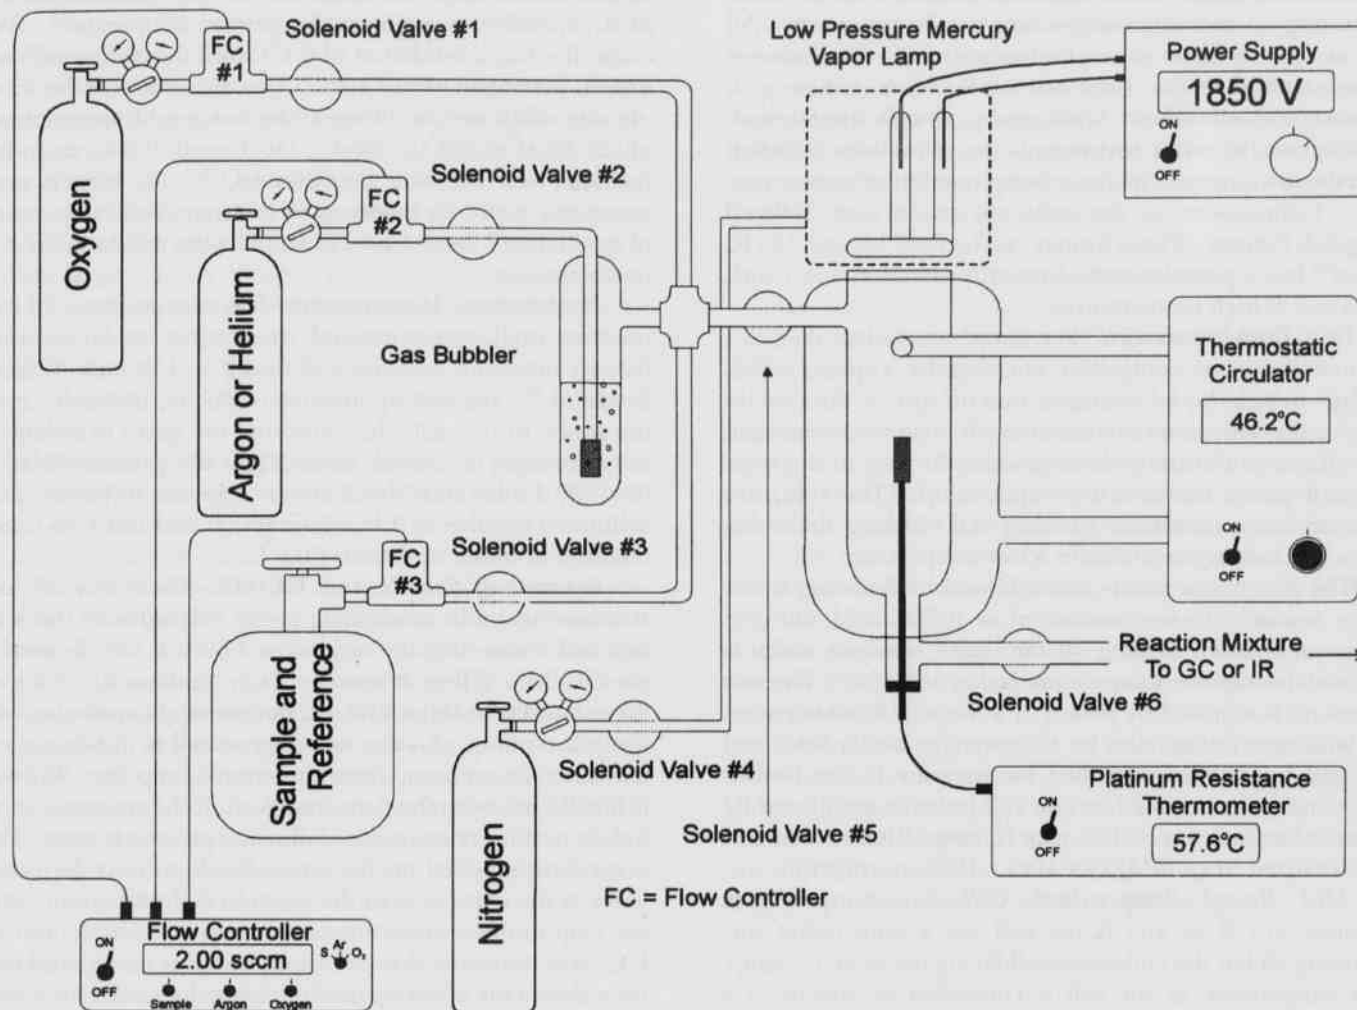 Solenoid Valve #1
FC
#1
Low Pressure Mercury
Vapor Lamp
Power Supply
1850 V
ON
OFF
Oxygen
Solenoid Valve #2
FC
#2
Argon or Helium
Gas Bubbler
Thermostatic
Circulator
46.2°C
ON
OFF
Solenoid Valve #3
FC
#3
Sample and
Reference
Reaction Mixture
To GC or IR
Solenoid Valve #6
Solenoid Valve #4
Solenoid Valve #5
Platinum Resistance
Thermometer
57.6°C
ON
OFF
Nitrogen
FC = Flow Controller
Flow Controller
2.00 sccm
ON
OFF
S Ar O₂
Sample Argon Oxygen